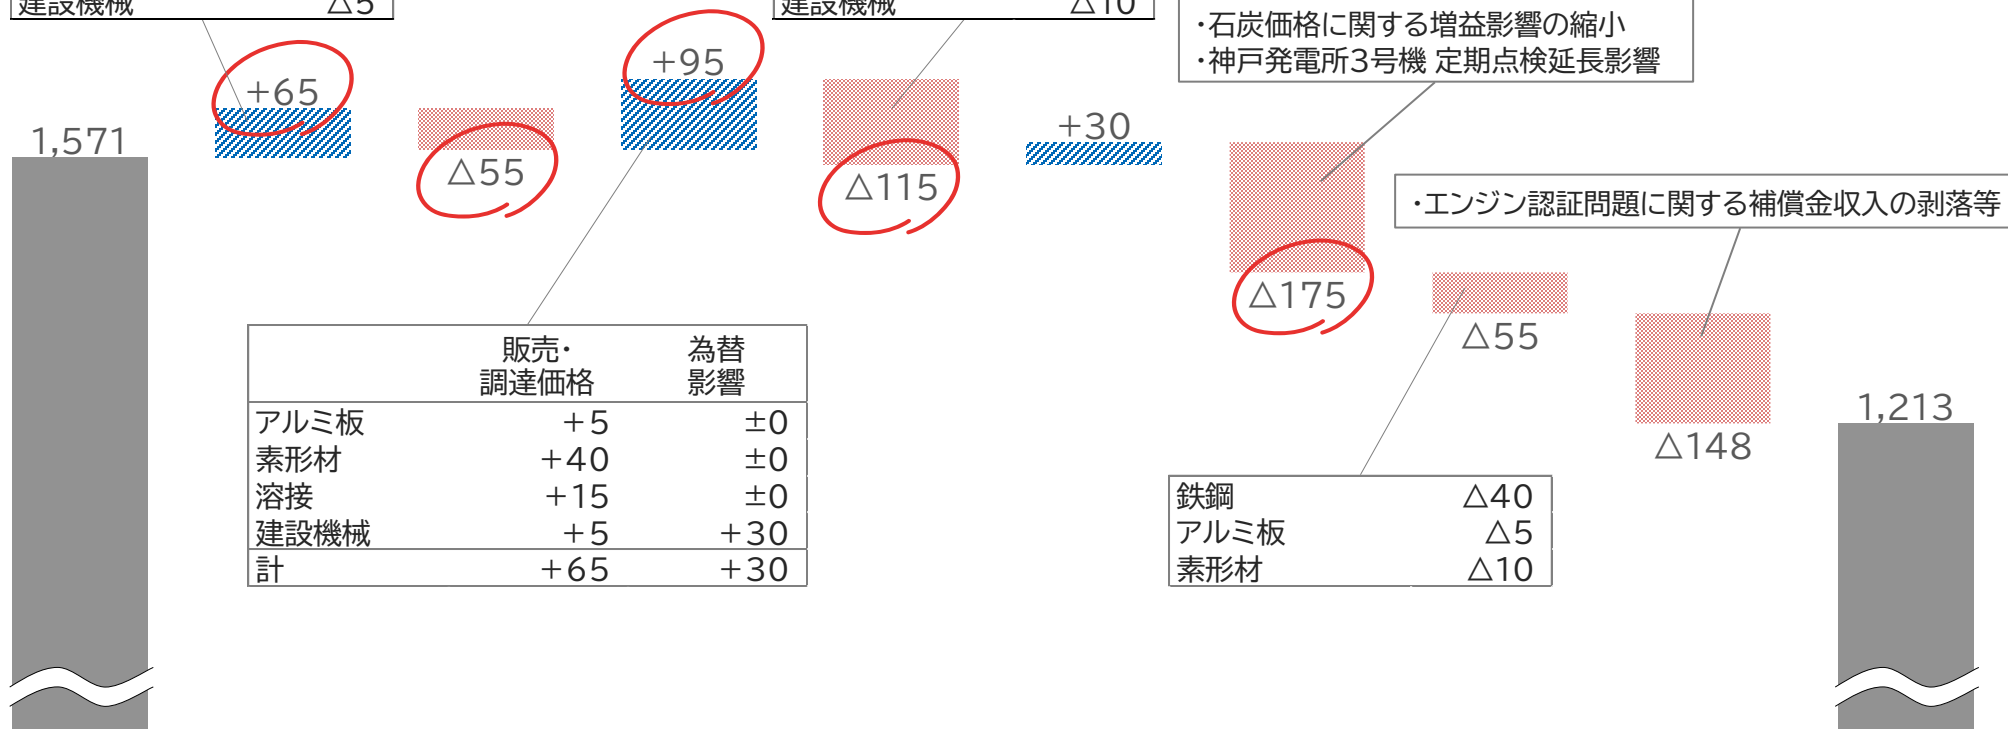 建設機械 △5
建設機械 △10
・石炭価格に関する増益影響の縮小
・神戸発電所3号機 定期点検延長影響
+65
+95
+30
1,571
△55
△115
・エンジン認証問題に関する補償金収入の剥落等
△175
△55
1,213
△148
販売・ 為替
調達価格 影響
アルミ板 +5 ±0
素形材 +40 ±0
溶接 +15 ±0
建設機械 +5 +30
計 +65 +30
鉄鋼 △40
アルミ板 △5
素形材 △10